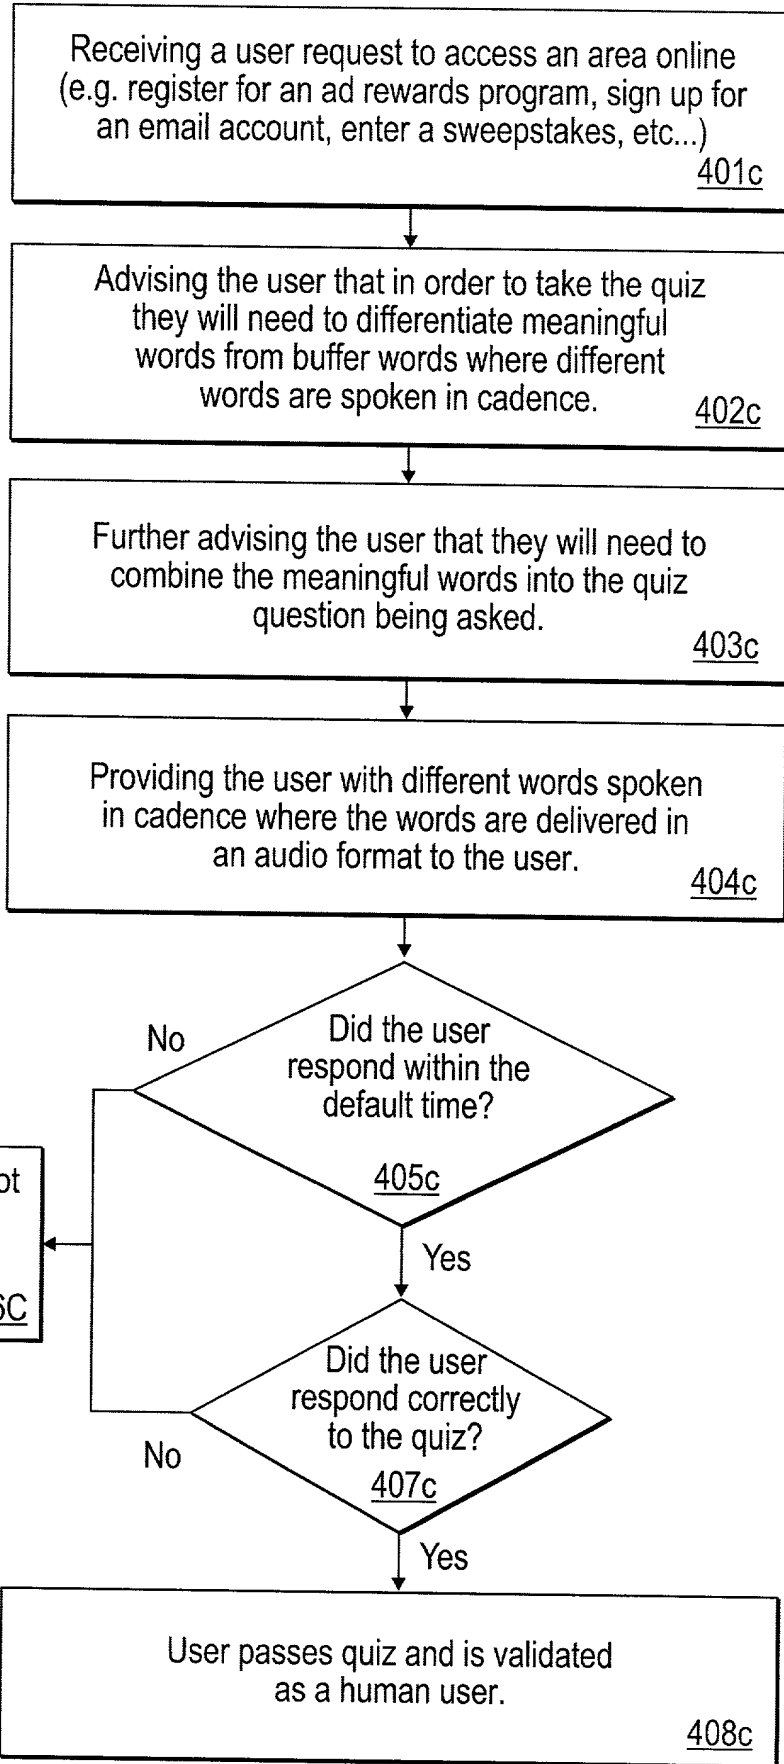 Receiving a user request to access an area online
(e.g. register for an ad rewards program, sign up for
an email account, enter a sweepstakes, etc...)
401c
Advising the user that in order to take the quiz
they will need to differentiate meaningful
words from buffer words where different
words are spoken in cadence.
402c
Further advising the user that they will need to
combine the meaningful words into the quiz
question being asked.
403c
Providing the user with different words spoken
in cadence where the words are delivered in
an audio format to the user.
404c
No
Did the user
respond within the
default time?
405c
Yes
Did the user
respond correctly
to the quiz?
407c
No
Yes
User passes quiz and is validated
as a human user.
408c